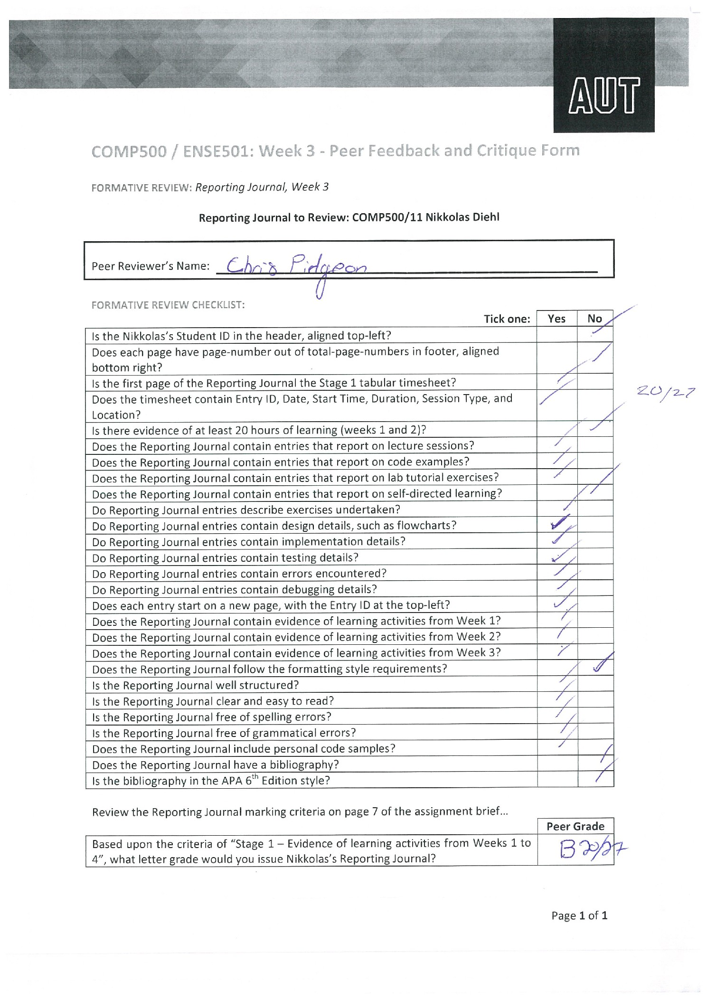 AUT
COMP500 / ENSE501: Week 3 - Peer Feedback and Critique Form
FORMATIVE REVIEW: Reporting Journal, Week 3
Reporting Journal to Review: COMP500/11 Nikkolas Diehl
Peer Reviewer's Name: Chris Pidgeon
FORMATIVE REVIEW CHECKLIST:
Tick one: Yes No
Is the Nikkolas's Student ID in the header, aligned top-left?
Does each page have page-number out of total-page-numbers in footer, aligned
bottom right?
Is the first page of the Reporting Journal the Stage 1 tabular timesheet?
Does the timesheet contain Entry ID, Date, Start Time, Duration, Session Type, and
20/27
Location?
Is there evidence of at least 20 hours of learning (weeks 1 and 2)?
Does the Reporting Journal contain entries that report on lecture sessions?
Does the Reporting Journal contain entries that report on code examples?
Does the Reporting Journal contain entries that report on lab tutorial exercises?
Does the Reporting Journal contain entries that report on self-directed learning?
Do Reporting Journal entries describe exercises undertaken?
Do Reporting Journal entries contain design details, such as flowcharts?
Do Reporting Journal entries contain implementation details?
Do Reporting Journal entries contain testing details?
Do Reporting Journal entries contain errors encountered?
Do Reporting Journal entries contain debugging details?
Does each entry start on a new page, with the Entry ID at the top-left?
Does the Reporting Journal contain evidence of learning activities from Week 1?
Does the Reporting Journal contain evidence of learning activities from Week 2?
Does the Reporting Journal contain evidence of learning activities from Week 3?
Does the Reporting Journal follow the formatting style requirements?
Is the Reporting Journal well structured?
Is the Reporting Journal clear and easy to read?
Is the Reporting Journal free of spelling errors?
Is the Reporting Journal free of grammatical errors?
Does the Reporting Journal include personal code samples?
Does the Reporting Journal have a bibliography?
Is the bibliography in the APA 6th Edition style?
Review the Reporting Journal marking criteria on page 7 of the assignment brief...
Peer Grade
Based upon the criteria of "Stage 1 – Evidence of learning activities from Weeks 1 to
4", what letter grade would you issue Nikkolas's Reporting Journal?
B 20/27
Page 1 of 1